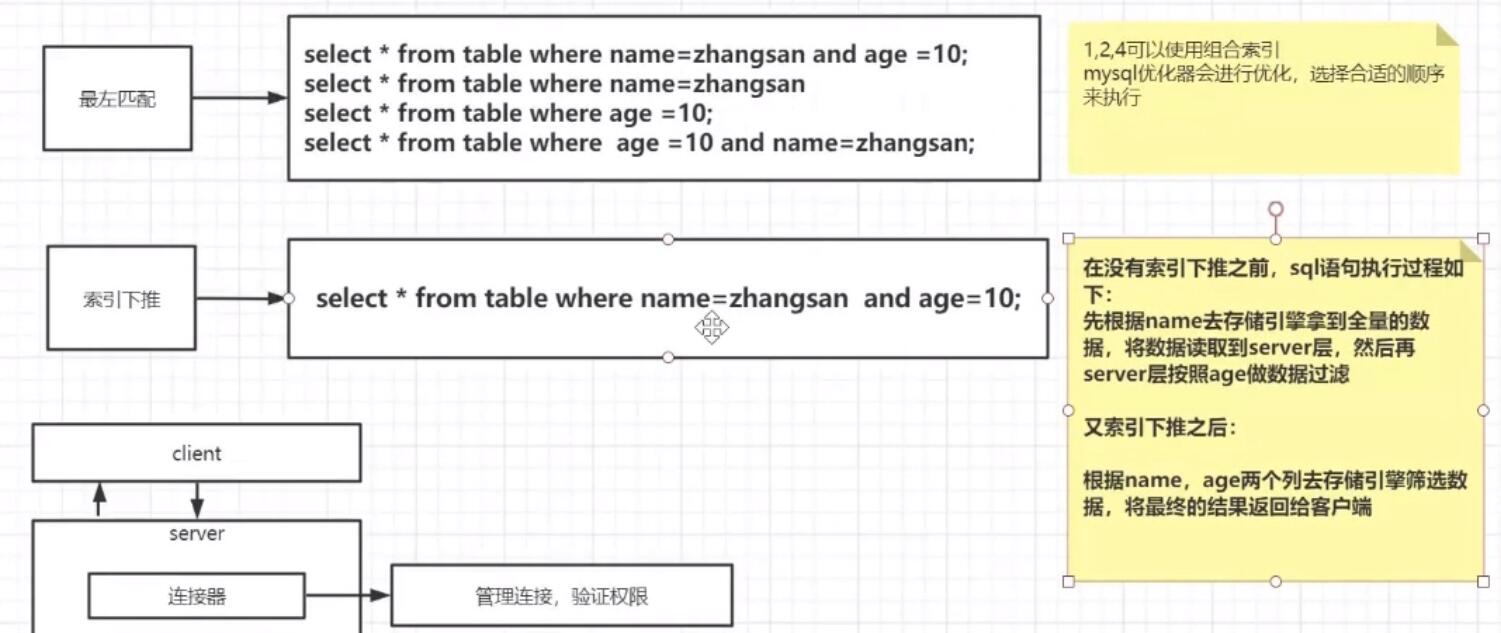 最左匹配
select * from table where name=zhangsan and age =10;
select * from table where name=zhangsan
select * from table where age =10;
select * from table where  age =10 and name=zhangsan;
1,2,4可以使用组合索引
mysql优化器会进行优化，选择合适的顺序
来执行
索引下推
select * from table where name=zhangsan  and age=10;
在没有索引下推之前，sql语句执行过程如
下：
先根据name去存储引擎拿到全量的数
据，将数据读取到server层，然后再
server层按照age做数据过滤
又索引下推之后：
根据name，age两个列去存储引擎筛选数
据，将最终的结果返回给客户端
client
server
连接器
管理连接，验证权限